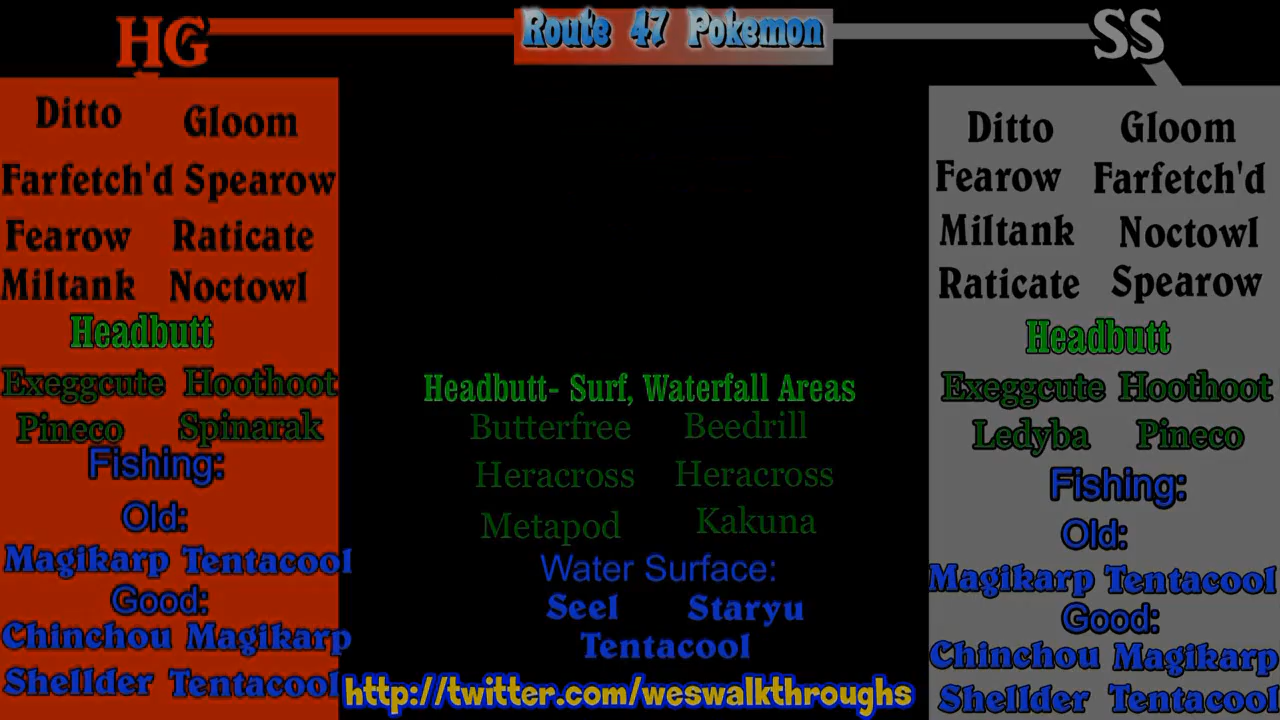 HG
Route 47 Pokemon
SS
Ditto Gloom
Farfetch'd Spearow
Fearow Raticate
Miltank Noctowl
Headbutt
Exeggcute Hoothoot
Pineco Spinarak
Fishing:
Old:
Magikarp Tentacool
Good:
Chinchou Magikarp
Shellder Tentacool
Headbutt- Surf, Waterfall Areas
Butterfree Beedrill
Heracross Heracross
Metapod Kakuna
Water Surface:
Seel Staryu
Tentacool
http://twitter.com/weswalkthroughs
Ditto Gloom
Fearow Farfetch'd
Miltank Noctowl
Raticate Spearow
Headbutt
Exeggcute Hoothoot
Ledyba Pineco
Fishing:
Old:
Magikarp Tentacool
Good:
Chinchou Magikarp
Shellder Tentacool